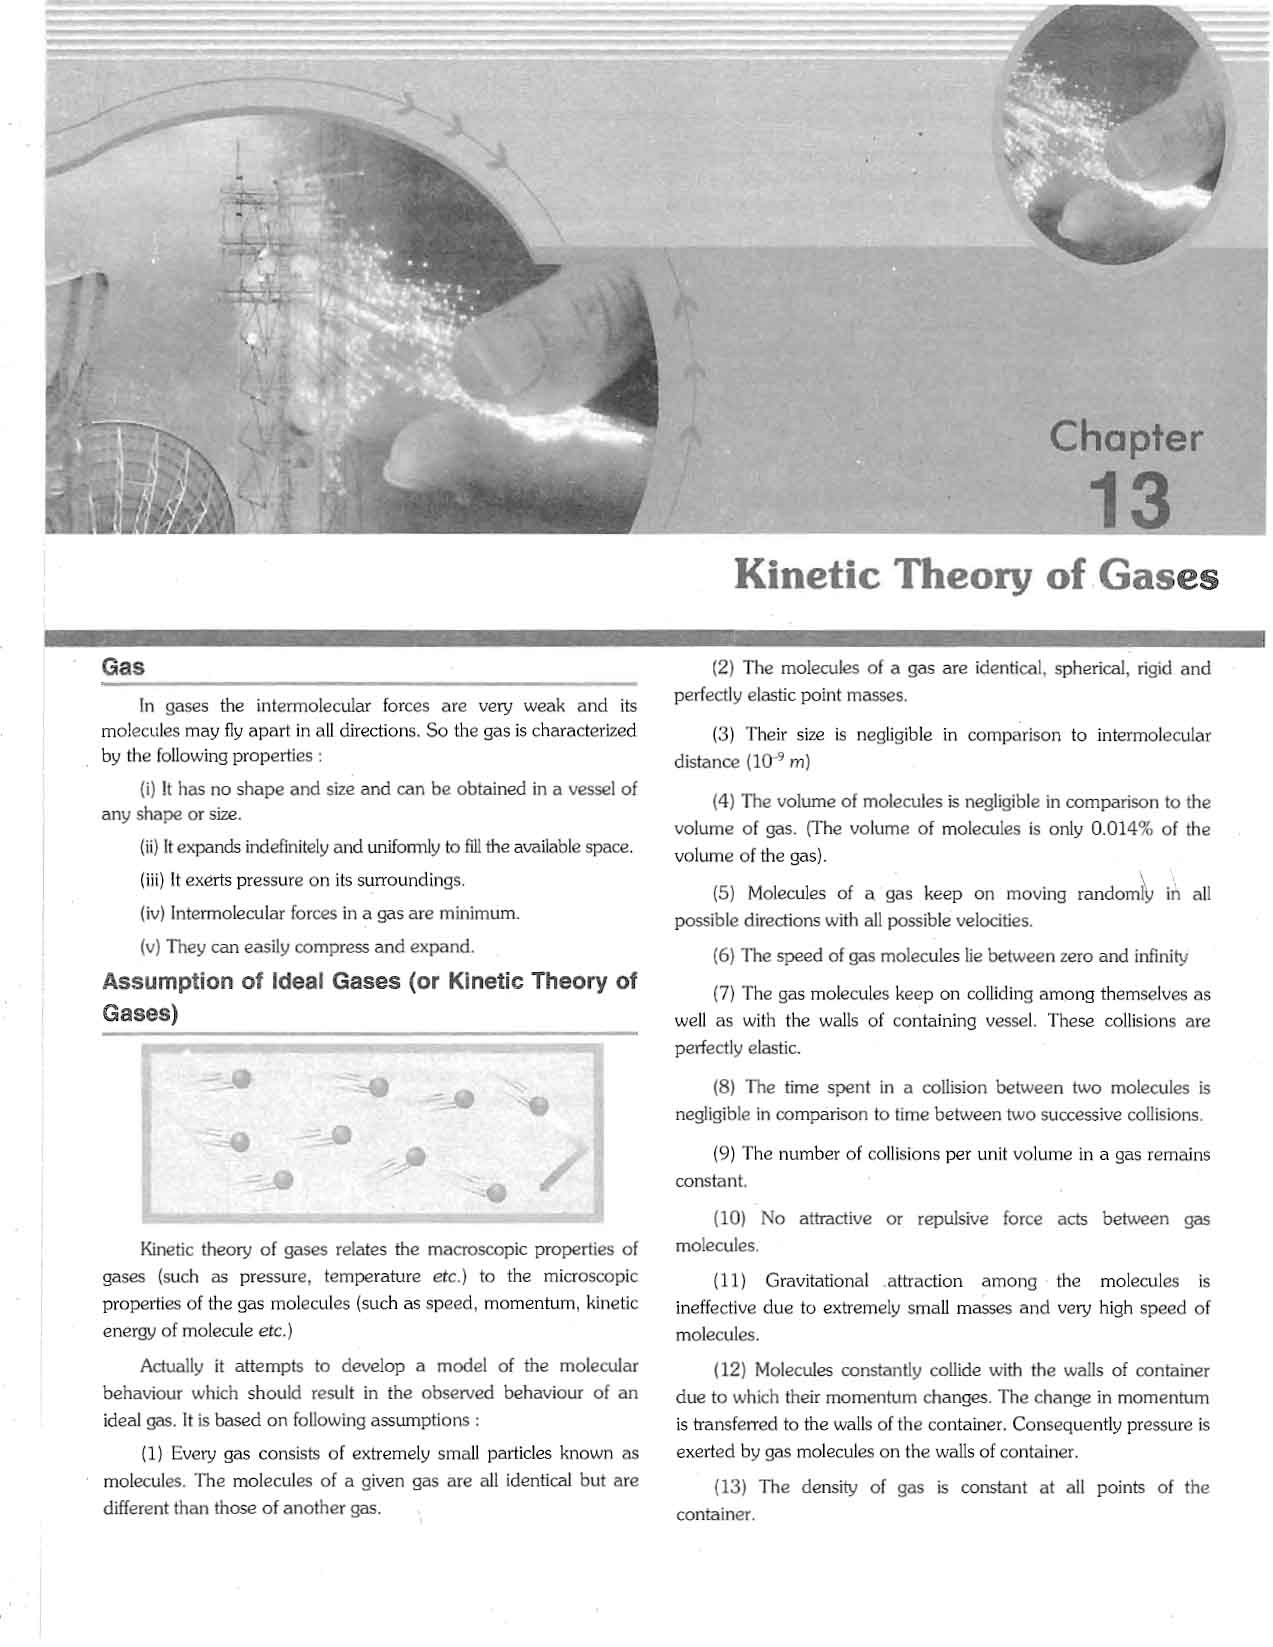 Chapter
13
Kinetic Theory of Gases
Gas
In gases the intermolecular forces are very weak and its
molecules may fly apart in all directions. So the gas is characterized
by the following properties :
(i) It has no shape and size and can be obtained in a vessel of
any shape or size.
(ii) It expands indefinitely and uniformly to fill the available space.
(iii) It exerts pressure on its surroundings.
(iv) Intermolecular forces in a gas are minimum.
(v) They can easily compress and expand.
Assumption of Ideal Gases (or Kinetic Theory of
Gases)
Kinetic theory of gases relates the macroscopic properties of
gases (such as pressure, temperature etc.) to the microscopic
properties of the gas molecules (such as speed, momentum, kinetic
energy of molecule etc.)
Actually it attempts to develop a model of the molecular
behaviour which should result in the observed behaviour of an
ideal gas. It is based on following assumptions :
(1) Every gas consists of extremely small particles known as
molecules. The molecules of a given gas are all identical but are
different than those of another gas.
(2) The molecules of a gas are identical, spherical, rigid and
perfectly elastic point masses.
(3) Their size is negligible in comparison to intermolecular
distance (10⁻⁹ m)
(4) The volume of molecules is negligible in comparison to the
volume of gas. (The volume of molecules is only 0.014% of the
volume of the gas).
(5) Molecules of a gas keep on moving randomly in all
possible directions with all possible velocities.
(6) The speed of gas molecules lie between zero and infinity
(7) The gas molecules keep on colliding among themselves as
well as with the walls of containing vessel. These collisions are
perfectly elastic.
(8) The time spent in a collision between two molecules is
negligible in comparison to time between two successive collisions.
(9) The number of collisions per unit volume in a gas remains
constant.
(10) No attractive or repulsive force acts between gas
molecules.
(11) Gravitational attraction among the molecules is
ineffective due to extremely small masses and very high speed of
molecules.
(12) Molecules constantly collide with the walls of container
due to which their momentum changes. The change in momentum
is transferred to the walls of the container. Consequently pressure is
exerted by gas molecules on the walls of container.
(13) The density of gas is constant at all points of the
container.